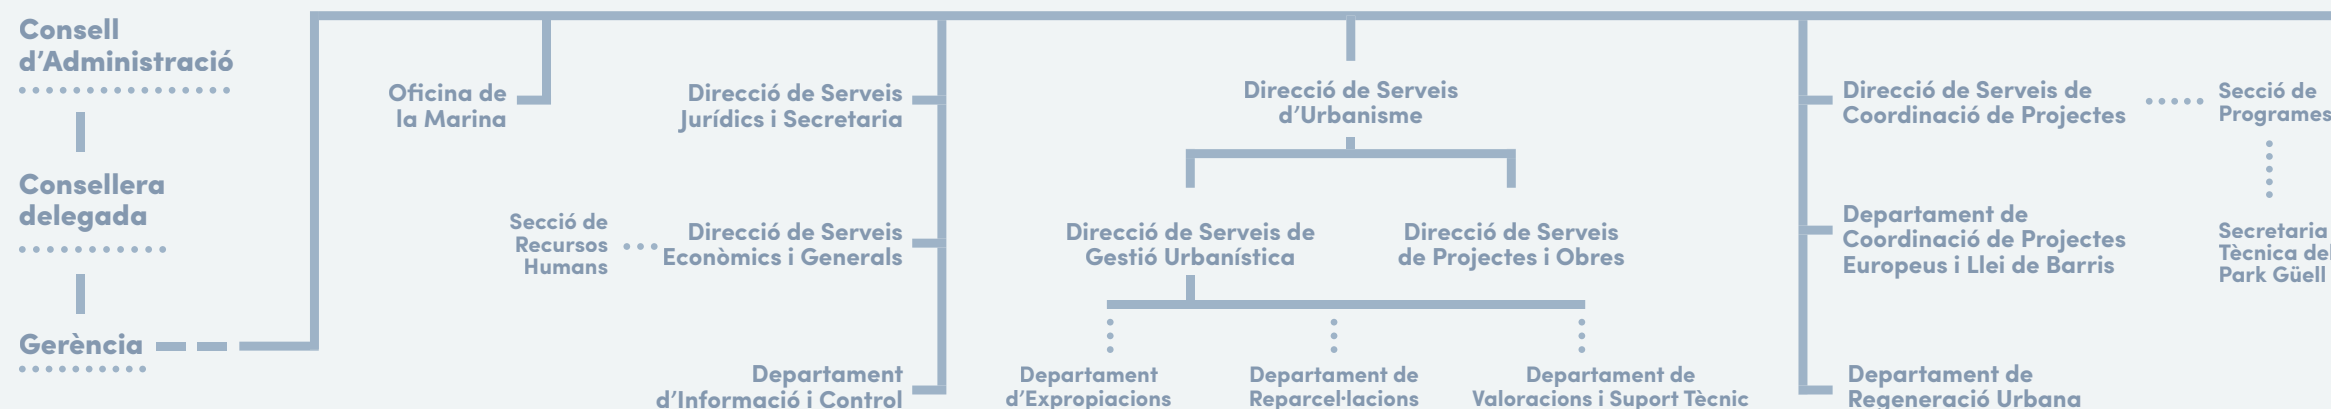 Consell
d’Administració
Consellera
delegada
Gerència
Oficina de
la Marina
Direcció de Serveis
Jurídics i Secretaria
Secció de
Recursos
Humans
Direcció de Serveis
Econòmics i Generals
Departament
d’Informació i Control
Direcció de Serveis
d’Urbanisme
Direcció de Serveis de
Gestió Urbanística
Direcció de Serveis
de Projectes i Obres
Departament
d’Expropiacions
Departament de
Reparcel·lacions
Departament de
Valoracions i Suport Tècnic
Direcció de Serveis de
Coordinació de Projectes
Departament de
Coordinació de Projectes
Europeus i Llei de Barris
Departament de
Regeneració Urbana
Secció de
Programes
Secretaria
Tècnica del
Park Güell